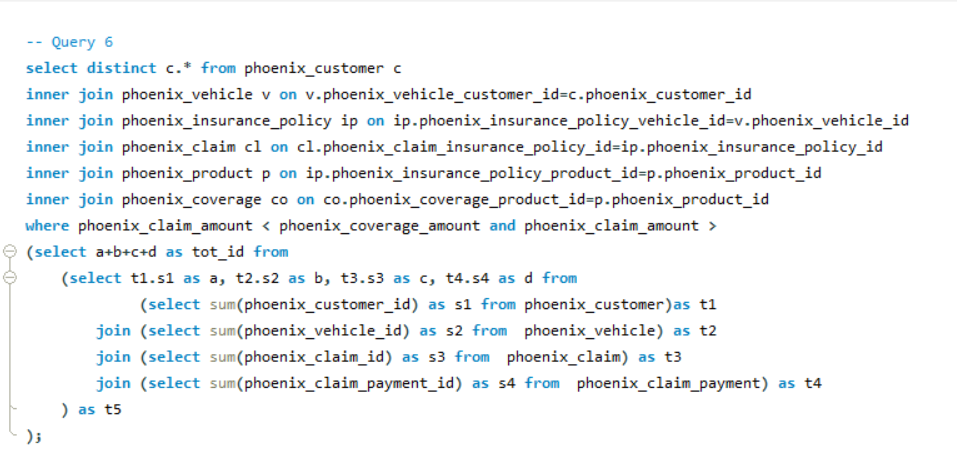 -- Query 6
select distinct c.* from phoenix_customer c
inner join phoenix_vehicle v on v.phoenix_vehicle_customer_id=c.phoenix_customer_id
inner join phoenix_insurance_policy ip on ip.phoenix_insurance_policy_vehicle_id=v.phoenix_vehicle_id
inner join phoenix_claim cl on cl.phoenix_claim_insurance_policy_id=ip.phoenix_insurance_policy_id
inner join phoenix_product p on ip.phoenix_insurance_policy_product_id=p.phoenix_product_id
inner join phoenix_coverage co on co.phoenix_coverage_product_id=p.phoenix_product_id
where phoenix_claim_amount < phoenix_coverage_amount and phoenix_claim_amount >
(select a+b+c+d as tot_id from
    (select t1.s1 as a, t2.s2 as b, t3.s3 as c, t4.s4 as d from
             (select sum(phoenix_customer_id) as s1 from phoenix_customer)as t1
        join (select sum(phoenix_vehicle_id) as s2 from  phoenix_vehicle) as t2
        join (select sum(phoenix_claim_id) as s3 from  phoenix_claim) as t3
        join (select sum(phoenix_claim_payment_id) as s4 from  phoenix_claim_payment) as t4
    ) as t5
);